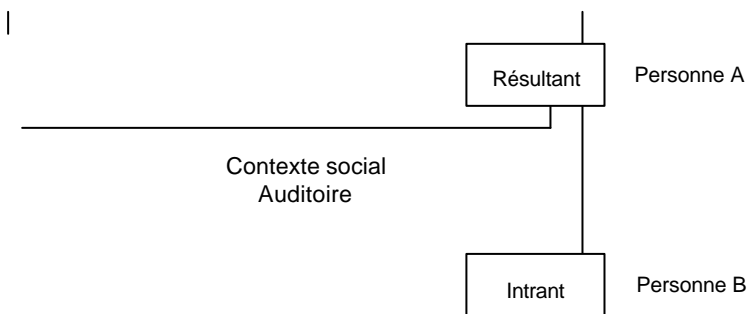 Résultant
Personne A
Contexte social
Auditoire
Intrant
Personne B